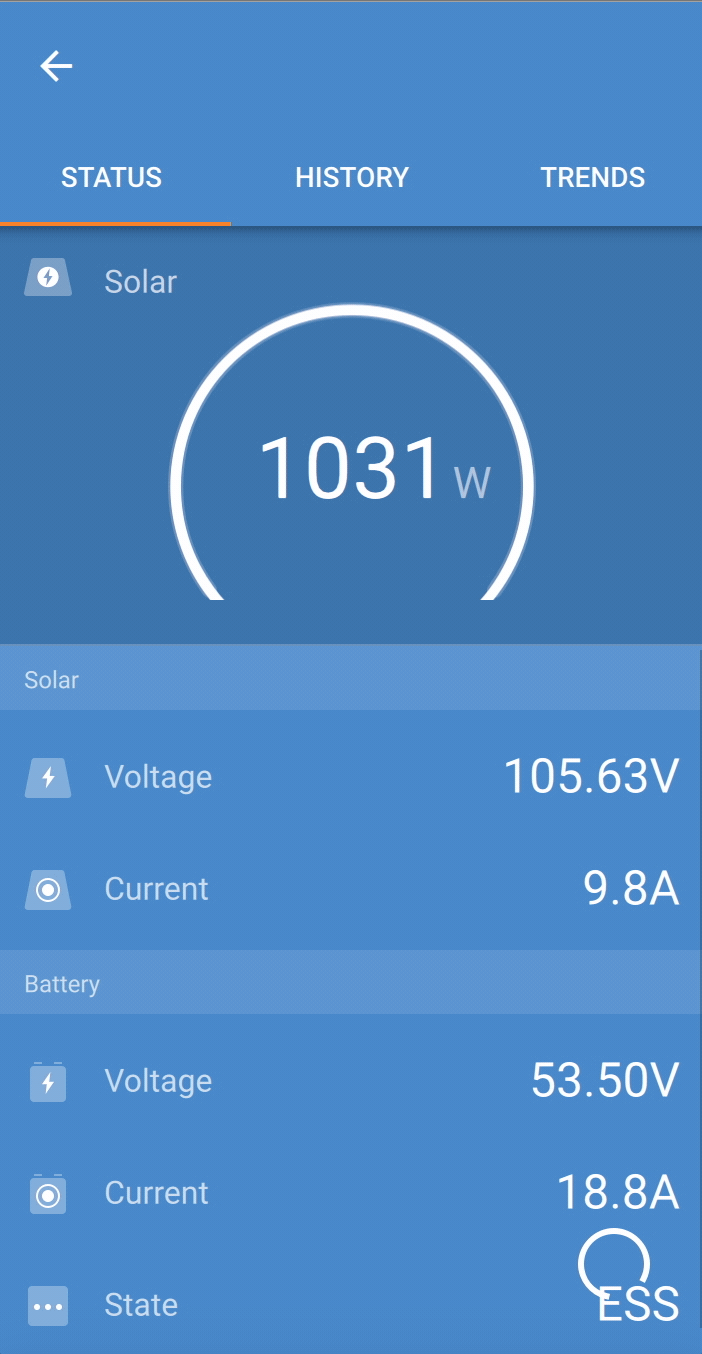 STATUS HISTORY TRENDS
Solar
1031W
Solar
Voltage 105.63V
Current 9.8A
Battery
Voltage 53.50V
Current 18.8A
State ESS